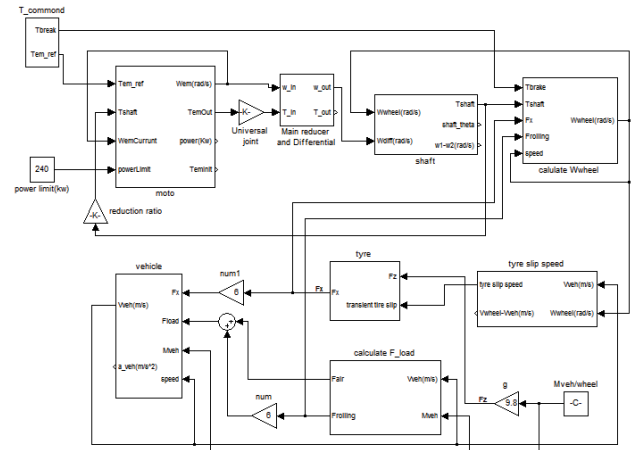 T_commond
Tbreak
Tem_ref
Tem_ref
Tshaft
WemCurrunt
powerLimit
Wem(rad/s)
TemOut
power(Kw)
TemInit
moto
240
power limit(kw)
-K-
reduction ratio
-K-
Universal
joint
w_in
T_in
w_out
T_out
Main reducer
and Differential
Wwheel(rad/s)
Wdiff(rad/s)
Tshaft
shaft_theta
w1-w2(rad/s)
shaft
Tbrake
Tshaft
Fx
Frolling
speed
Wwheel(rad/s)
calulate Wwheel
vehicle
Fx
Fload
Mveh
speed
Vveh(m/s)
a_veh(m/s^2)
num1
6
tyre
Fx
Fx
Fz
transient tire slip
tyre slip speed
tyre slip speed
Wwheel-Vveh(m/s)
Vveh(m/s)
Wwheel(rad/s)
calculate F_load
Fair
Frolling
Vveh(m/s)
Mveh
num
6
g
9.8
Fz
Mveh/wheel
-C-